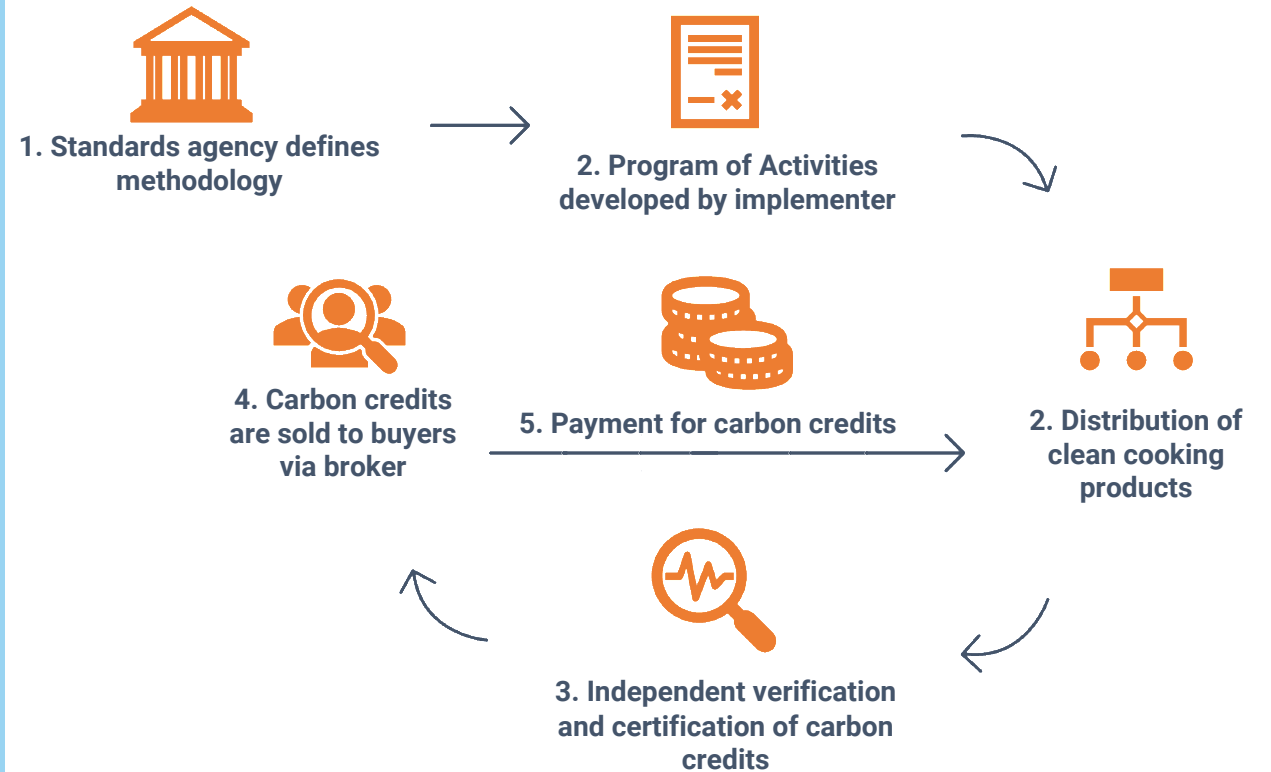 1. Standards agency defines
methodology
2. Program of Activities
developed by implementer
2. Distribution of
clean cooking
products
3. Independent verification
and certification of carbon
credits
4. Carbon credits
are sold to buyers
via broker
5. Payment for carbon credits